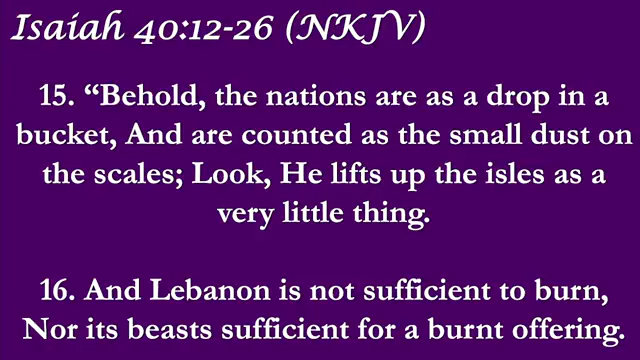 Isaiah 40:12-26 (NKJV)
15. “Behold, the nations are as a drop in a
bucket, And are counted as the small dust on
the scales; Look, He lifts up the isles as a
very little thing.
16. And Lebanon is not sufficient to burn,
Nor its beasts sufficient for a burnt offering.